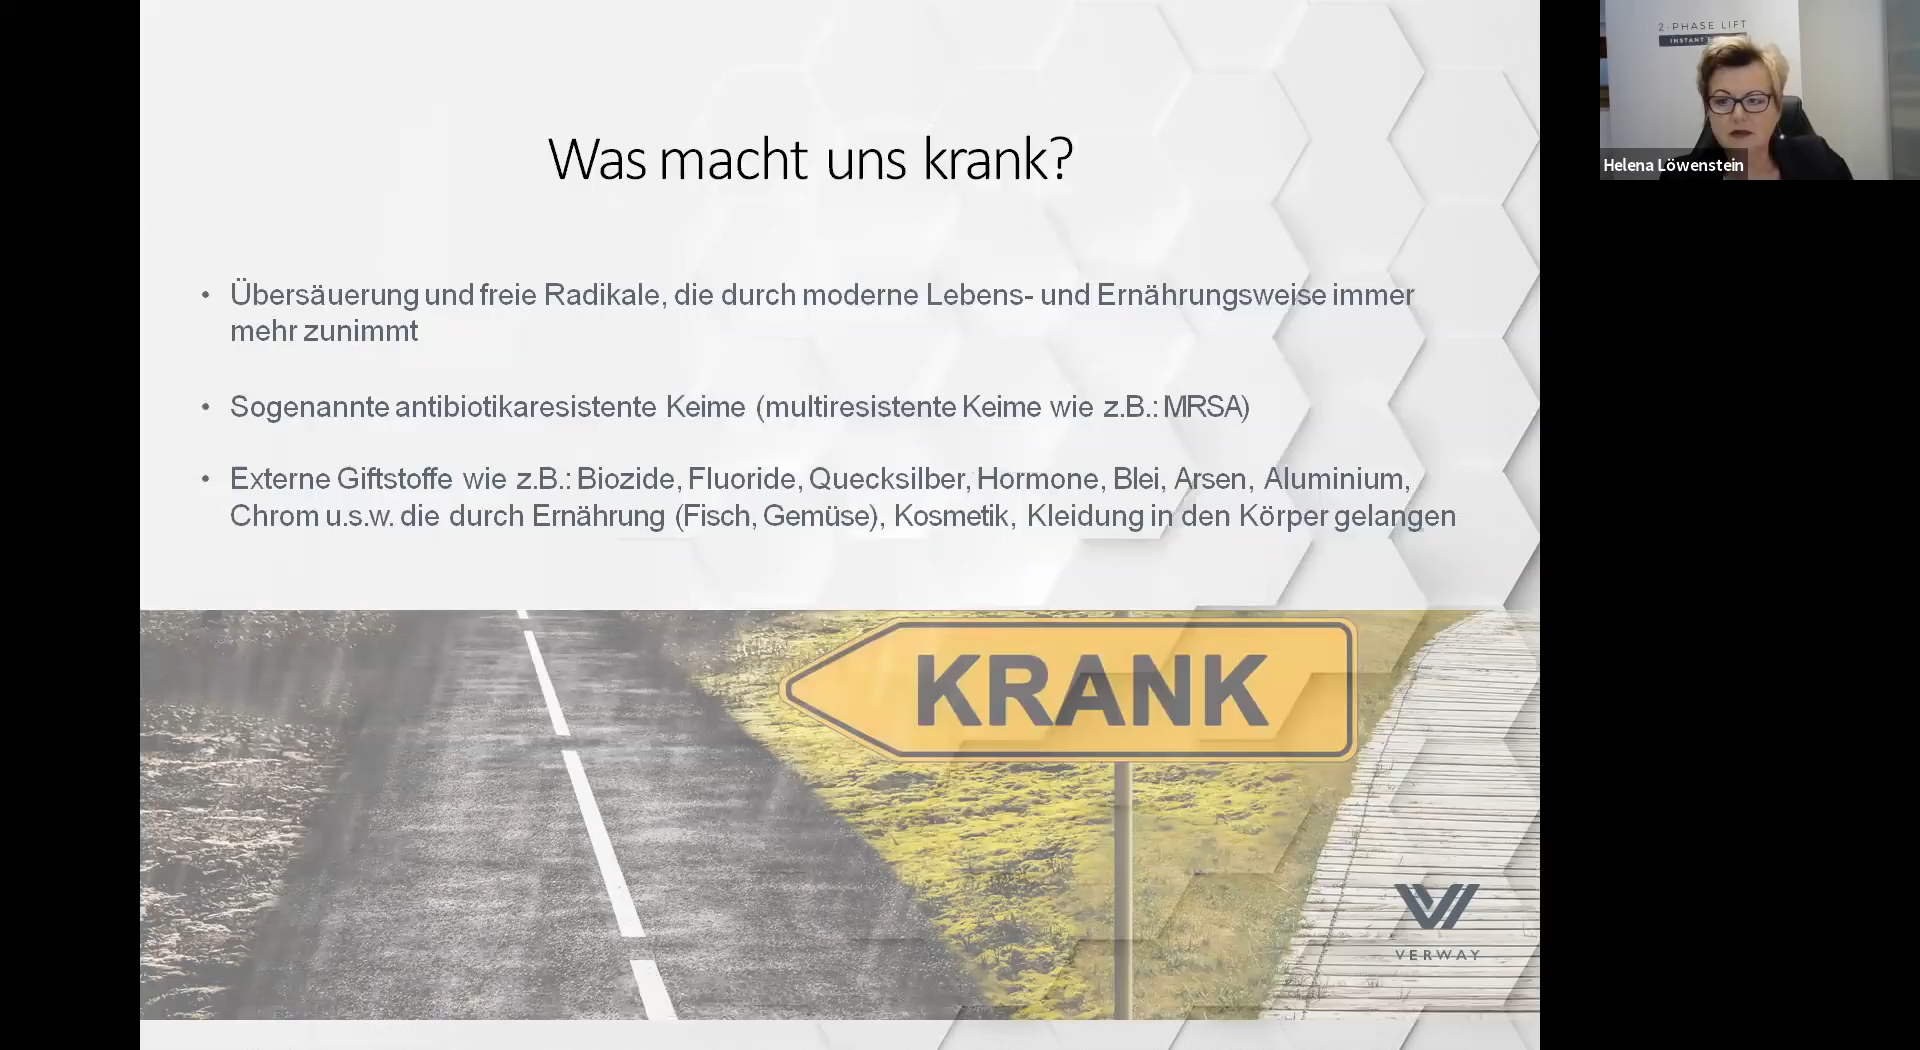 Was macht uns krank?
• Übersäuerung und freie Radikale, die durch moderne Lebens- und Ernährungsweise immer
mehr zunimmt
• Sogenannte antibiotikaresistente Keime (multiresistente Keime wie z.B.: MRSA)
• Externe Giftstoffe wie z.B.: Biozide, Fluoride, Quecksilber, Hormone, Blei, Arsen, Aluminium,
Chrom u.s.w. die durch Ernährung (Fisch, Gemüse), Kosmetik, Kleidung in den Körper gelangen
KRANK
VERWAY
2-PHASE LIFT
INSTANT
Helena Löwenstein